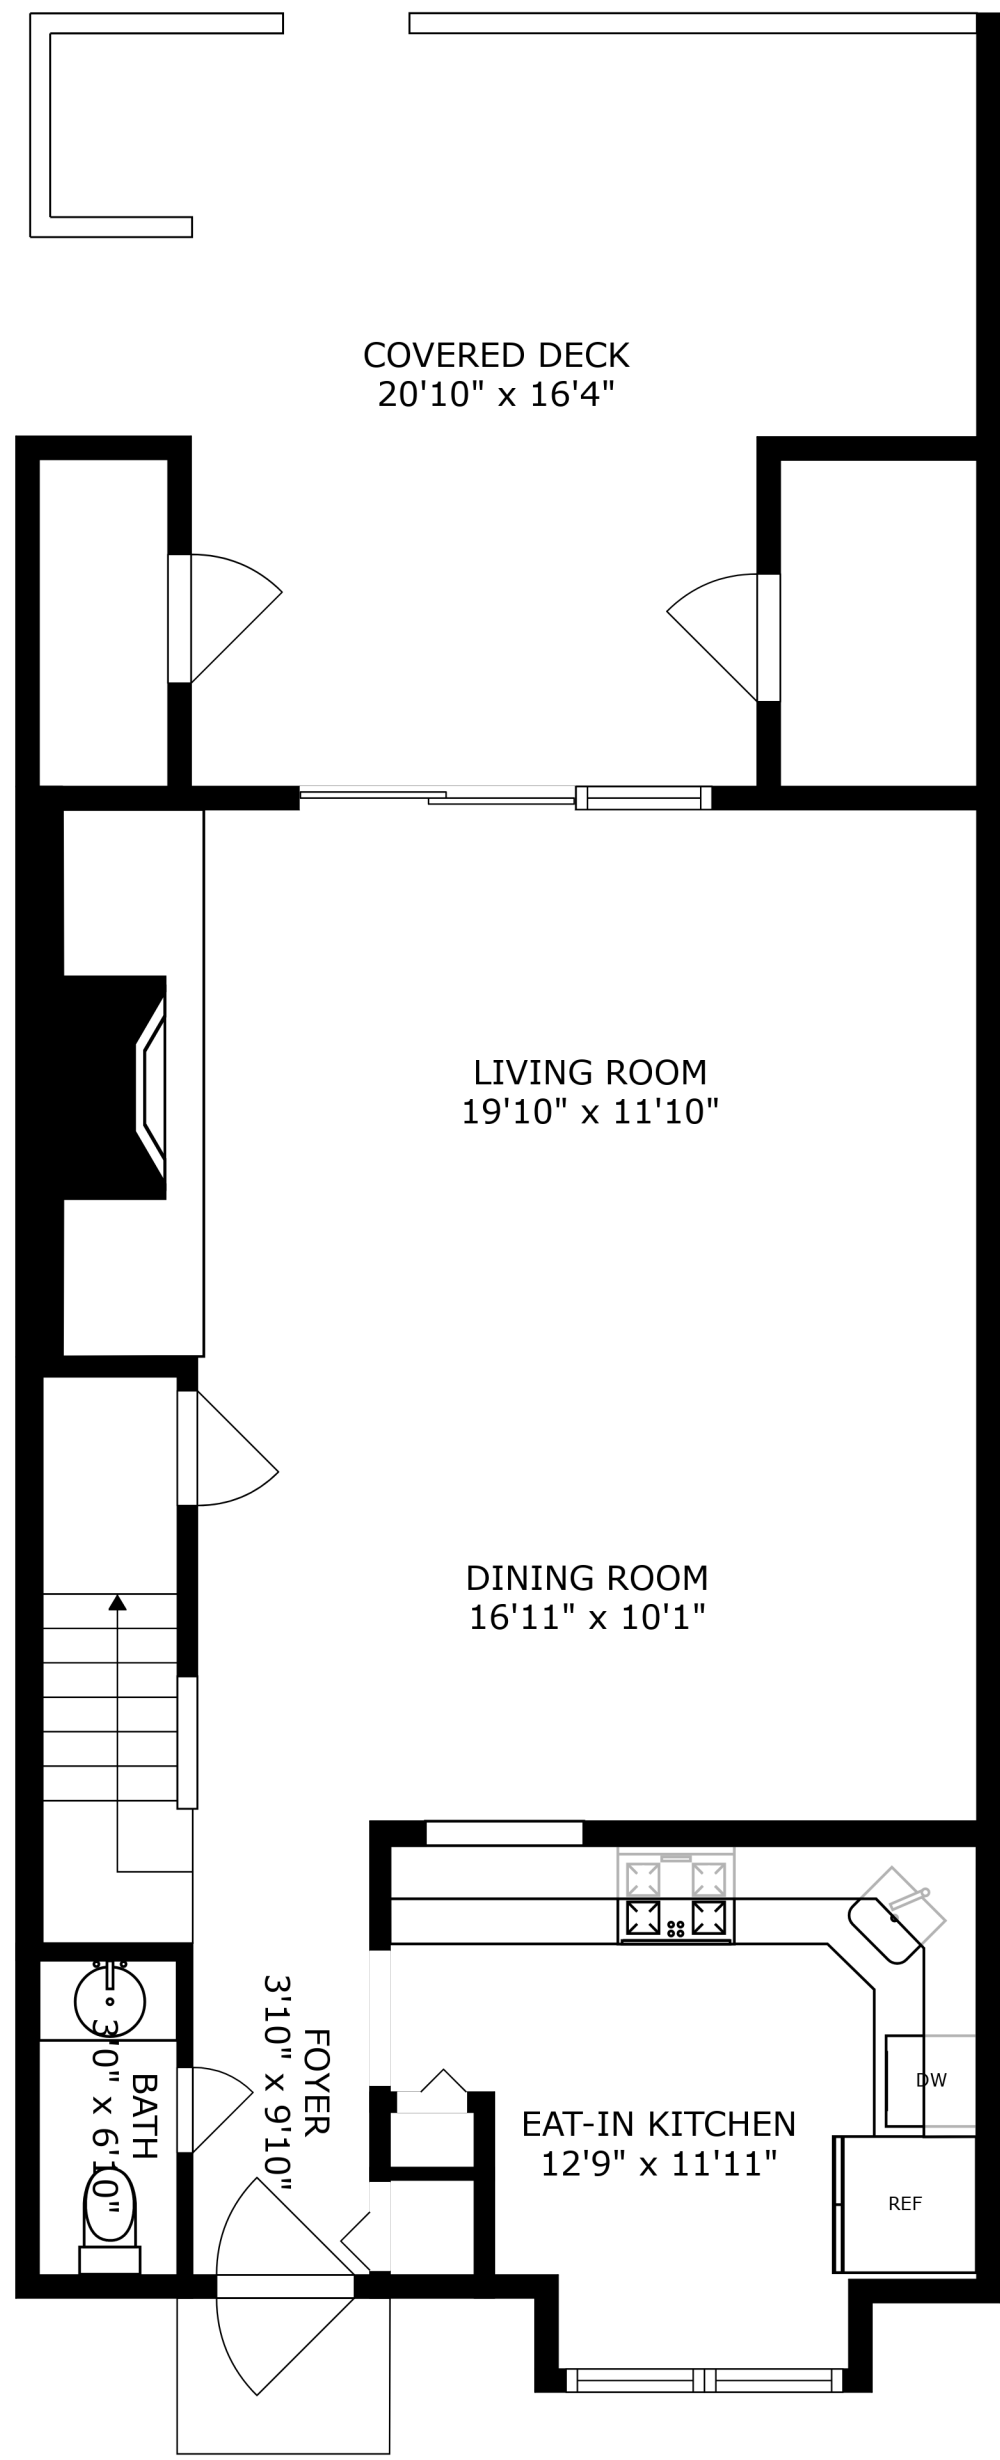 COVERED DECK
20'10" x 16'4"
LIVING ROOM
19'10" x 11'10"
DINING ROOM
16'11" x 10'1"
FOYER
3'10" x 9'10"
BATH
3'0" x 6'10"
DW
EAT-IN KITCHEN
12'9" x 11'11"
REF